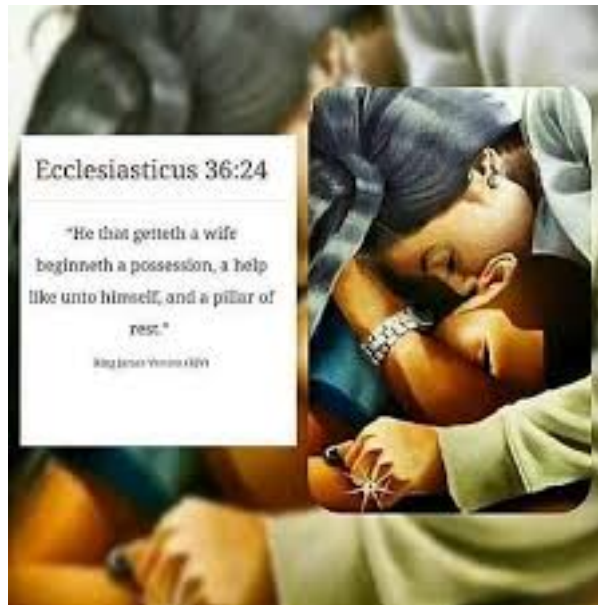 Ecclesiasticus 36:24
"He that getteth a wife
beginneth a possession, a help
like unto himself, and a pillar of
rest."
King James Version (KJV)